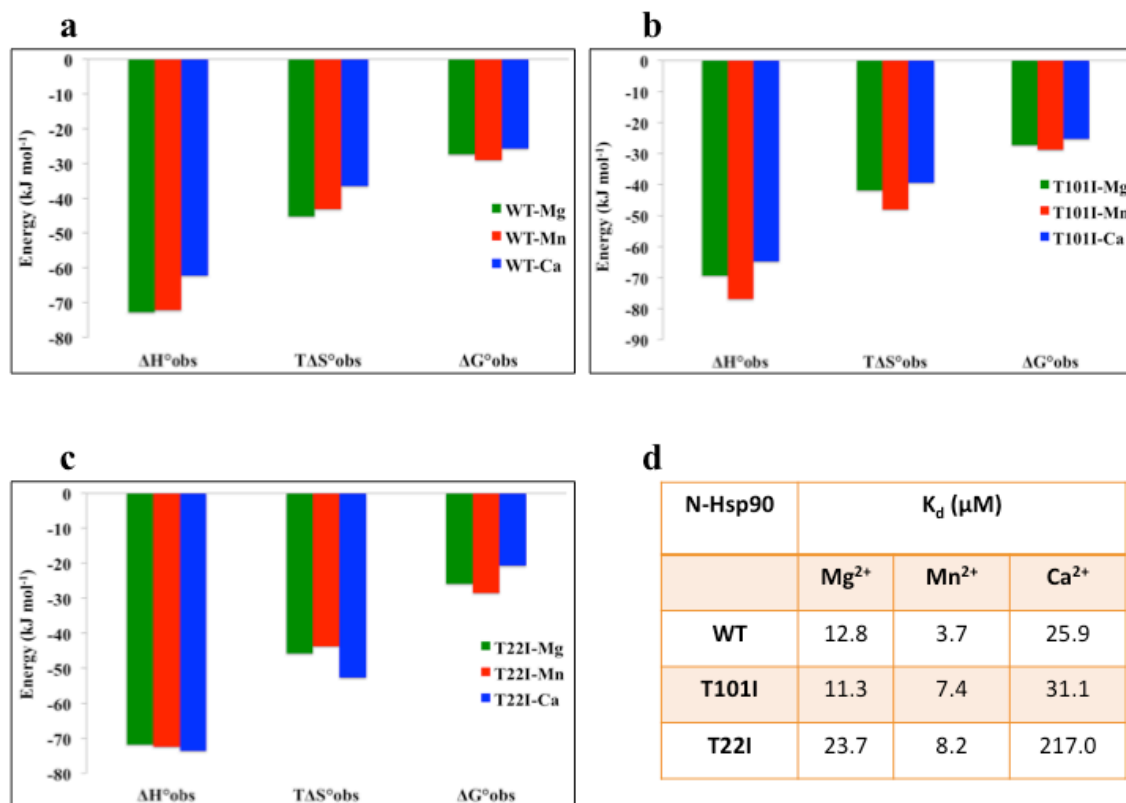 a
0
-10
-20
-30
-40
-50
-60
-70
-80
Energy (kJ mol⁻¹)
WT-Mg
WT-Mn
WT-Ca
ΔH°obs TΔS°obs ΔG°obs
b
0
-10
-20
-30
-40
-50
-60
-70
-80
-90
Energy (kJ mol⁻¹)
T101I-Mg
T101I-Mn
T101I-Ca
ΔH°obs TΔS°obs ΔG°obs
c
0
-10
-20
-30
-40
-50
-60
-70
-80
Energy (kJ mol⁻¹)
T22I-Mg
T22I-Mn
T22I-Ca
ΔH°obs TΔS°obs ΔG°obs
d
N-Hsp90 Kd (μM)
Mg²⁺ Mn²⁺ Ca²⁺
WT 12.8 3.7 25.9
T101I 11.3 7.4 31.1
T22I 23.7 8.2 217.0